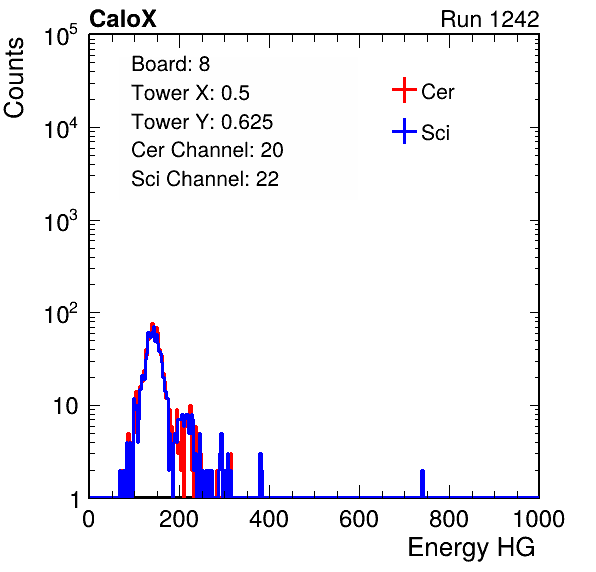 CaloX Run 1242
Counts
10^5
10^4
10^3
10^2
10
1
Board: 8
Tower X: 0.5
Tower Y: 0.625
Cer Channel: 20
Sci Channel: 22
Cer
Sci
0 200 400 600 800 1000
Energy HG